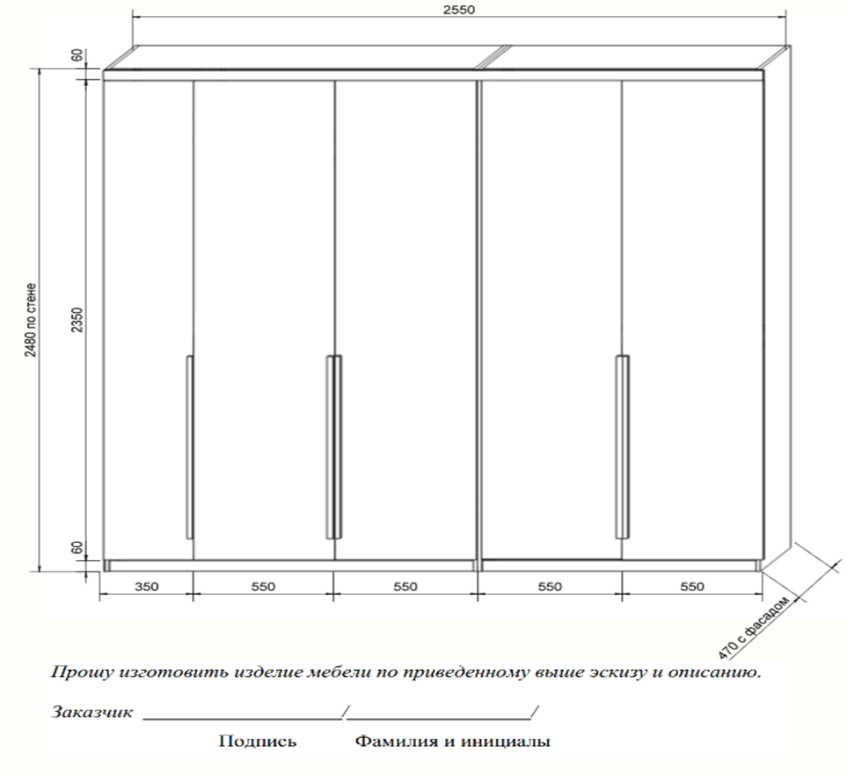 2550
60
2480 по стене
2350
60
350 550 550 550 550
470 с фасадом
Прошу изготовить изделие мебели по приведенному выше эскизу и описанию.
Заказчик ____________________/___________________/
Подпись Фамилия и инициалы